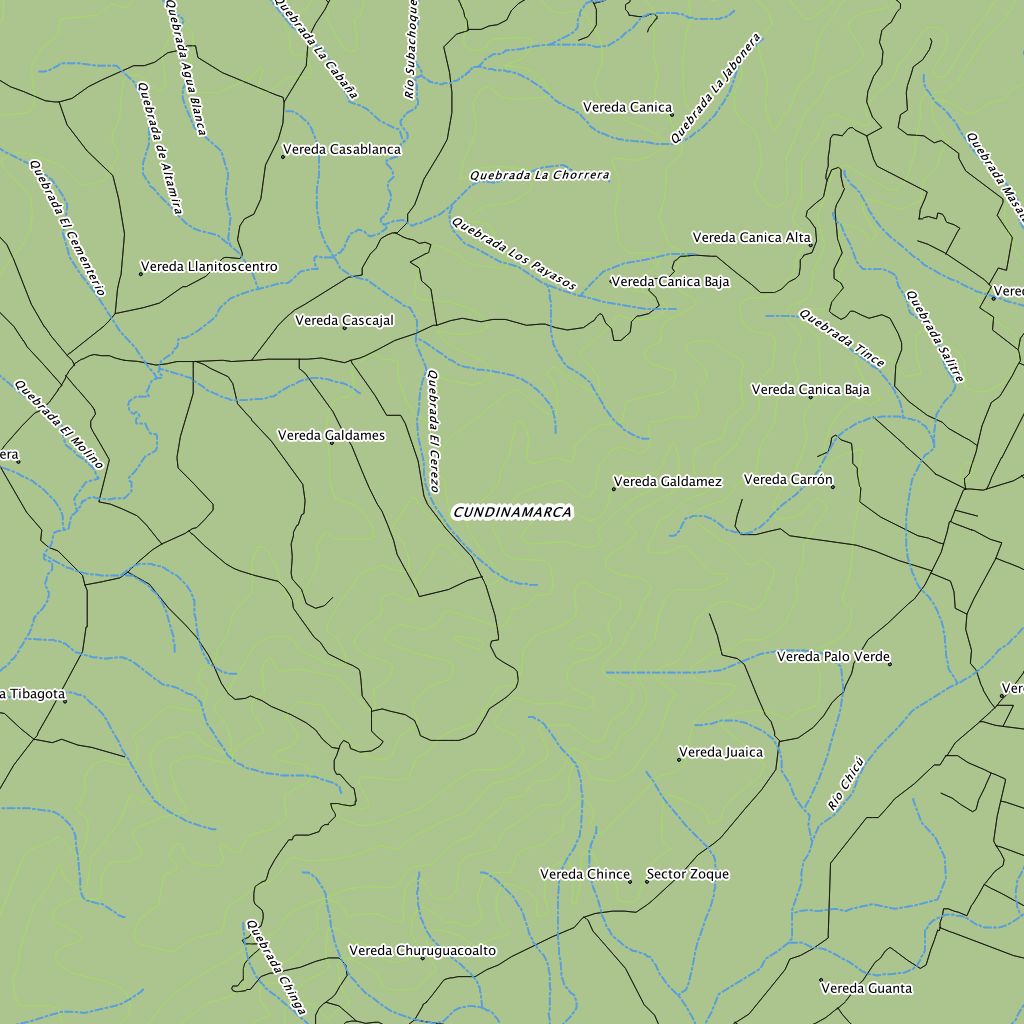 Quebrada Agua Blanca
Quebrada La Cabaña
Río Subachoque
Quebrada La Jabonera
Quebrada de Altamira
Vereda Canica
Vereda Casablanca
Quebrada El Cementerio
Quebrada La Chorrera
Quebrada Los Payasos
Vereda Canica Alta
Vereda Llanitoscentro
Vereda Canica Baja
Vereda Cascajal
Quebrada Tince
Quebrada Salitre
Quebrada El Molino
Quebrada El Cerezo
Vereda Canica Baja
Vereda Galdames
Vereda Galdamez
Vereda Carrón
CUNDINAMARCA
Vereda Palo Verde
a Tibagota
Vereda Juaica
Río Chicú
Vereda Chince
Sector Zoque
Quebrada Chinga
Vereda Churuguacoalto
Vereda Guanta